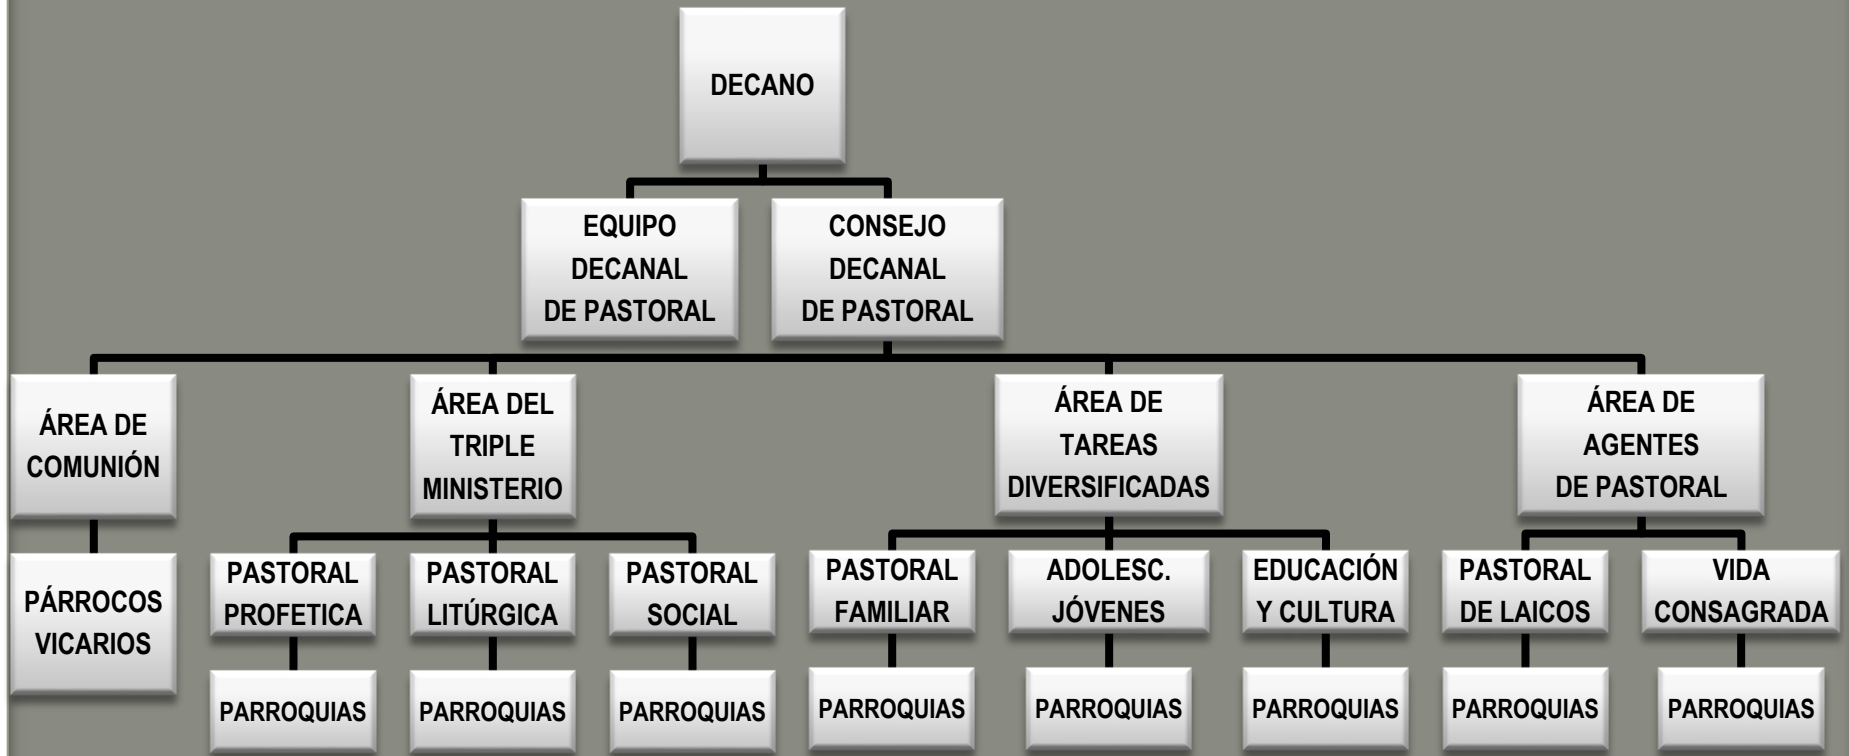 DECANO
EQUIPO
DECANAL
DE PASTORAL
CONSEJO
DECANAL
DE PASTORAL
ÁREA DE
COMUNIÓN
ÁREA DEL
TRIPLE
MINISTERIO
ÁREA DE
TAREAS
DIVERSIFICADAS
ÁREA DE
AGENTES
DE PASTORAL
PÁRROCOS
VICARIOS
PASTORAL
PROFETICA
PASTORAL
LITÚRGICA
PASTORAL
SOCIAL
PASTORAL
FAMILIAR
ADOLESC.
JÓVENES
EDUCACIÓN
Y CULTURA
PASTORAL
DE LAICOS
VIDA
CONSAGRADA
PARROQUIAS
PARROQUIAS
PARROQUIAS
PARROQUIAS
PARROQUIAS
PARROQUIAS
PARROQUIAS
PARROQUIAS